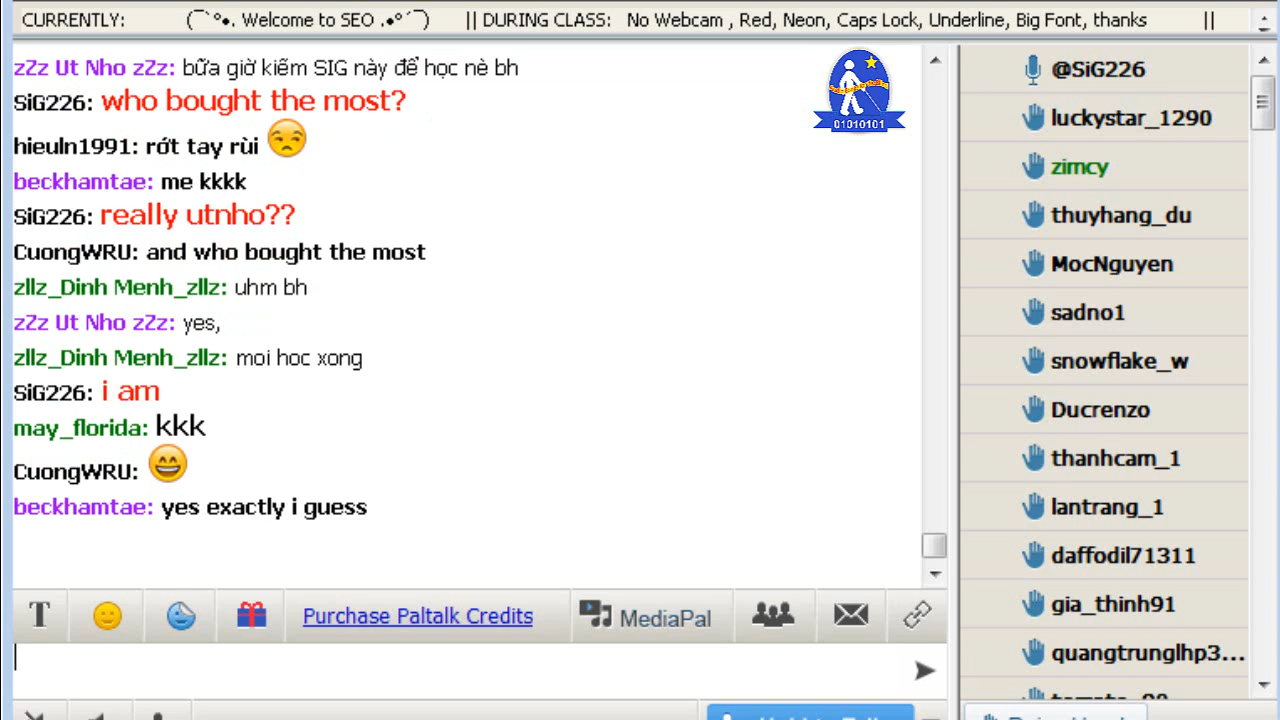 CURRENTLY: (¯`°•. Welcome to SEO .•°´¯) || DURING CLASS: No Webcam , Red, Neon, Caps Lock, Underline, Big Font, thanks ||
zZz Ut Nho zZz: bữa giờ kiếm SIG này để học nè bh
SiG226: who bought the most?
hieuln1991: rớt tay rùi
beckhamtae: me kkkk
SiG226: really utnho??
CuongWRU: and who bought the most
zllz_Dinh Menh_zllz: uhm bh
zZz Ut Nho zZz: yes,
zllz_Dinh Menh_zllz: moi hoc xong
SiG226: i am
may_florida: kkk
CuongWRU:
beckhamtae: yes exactly i guess
01010101
@SiG226
luckystar_1290
zimcy
thuyhang_du
MocNguyen
sadno1
snowflake_w
Ducrenzo
thanhcam_1
lantrang_1
daffodil71311
gia_thinh91
quangtrunglhp3...
T
Purchase Paltalk Credits
MediaPal